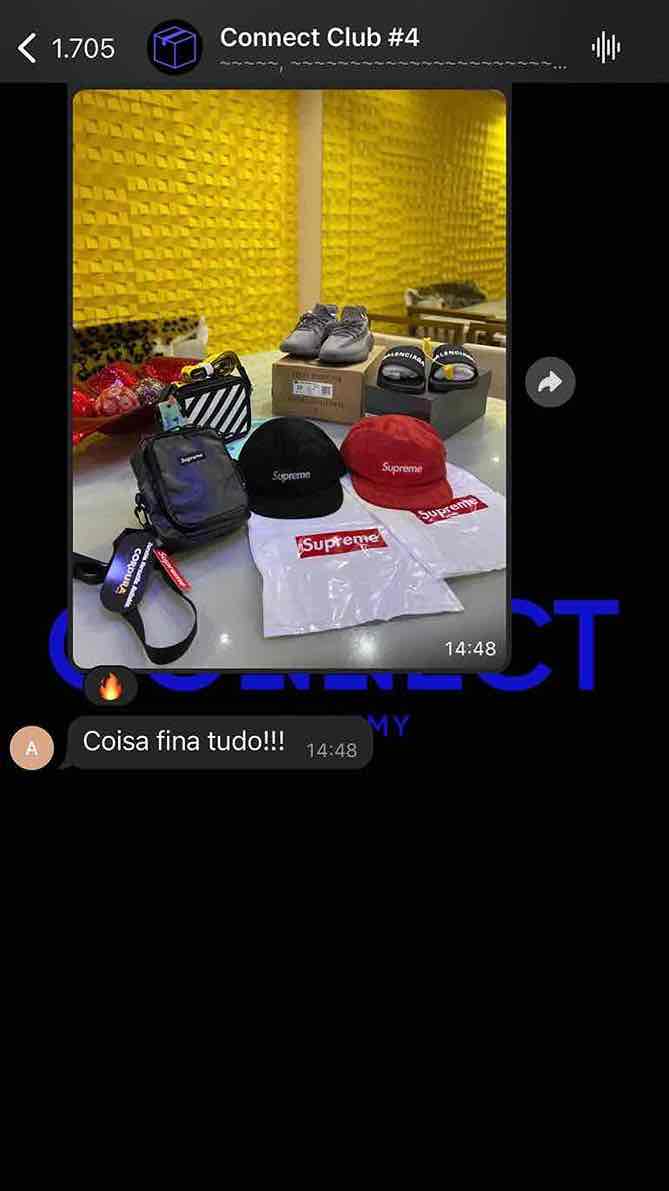 1.705
Connect Club #4
BALENCIAGA
BALENCIAGA
Supreme
Supreme
Supreme
Supreme
Supreme
Supreme
CORDURA
14:48
CONNECT
MY
A
Coisa fina tudo!!! 14:48